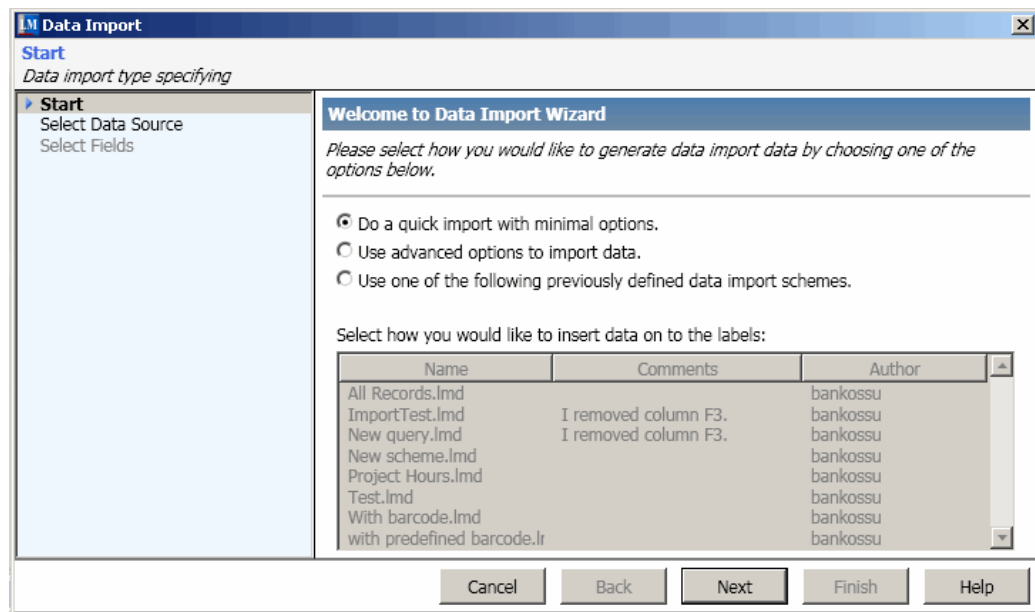 LM Data Import
Start
Data import type specifying
Start
Select Data Source
Select Fields
Welcome to Data Import Wizard
Please select how you would like to generate data import data by choosing one of the
options below.
Do a quick import with minimal options.
Use advanced options to import data.
Use one of the following previously defined data import schemes.
Select how you would like to insert data on to the labels:
Name Comments Author
All Records.lmd bankossu
ImportTest.lmd I removed column F3. bankossu
New query.lmd I removed column F3. bankossu
New scheme.lmd bankossu
Project Hours.lmd bankossu
Test.lmd bankossu
With barcode.lmd bankossu
with predefined barcode.lr bankossu
Cancel Back Next Finish Help